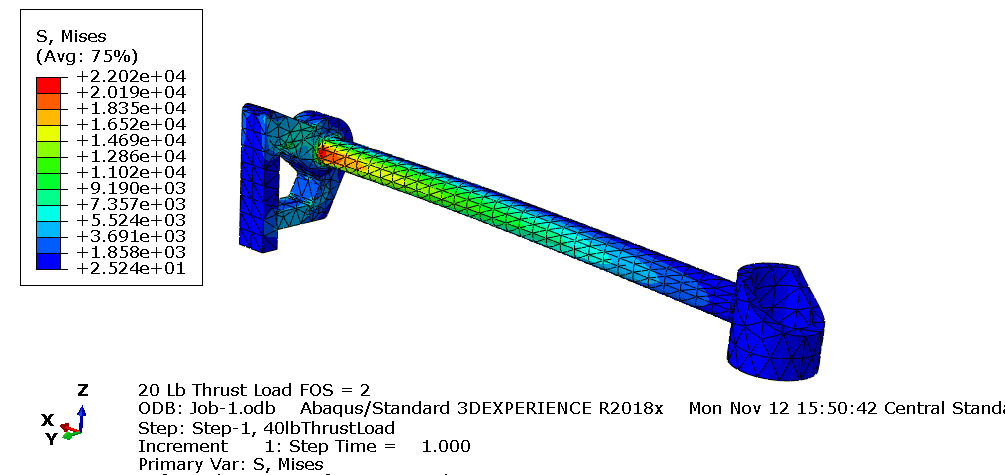 S, Mises
(Avg: 75%)
+2.202e+04
+2.019e+04
+1.835e+04
+1.652e+04
+1.469e+04
+1.286e+04
+1.102e+04
+9.190e+03
+7.357e+03
+5.524e+03
+3.691e+03
+1.858e+03
+2.524e+01
Z
X
Y
20 Lb Thrust Load FOS = 2
ODB: Job-1.odb Abaqus/Standard 3DEXPERIENCE R2018x Mon Nov 12 15:50:42 Central Standa
Step: Step-1, 40lbThrustLoad
Increment 1: Step Time = 1.000
Primary Var: S, Mises